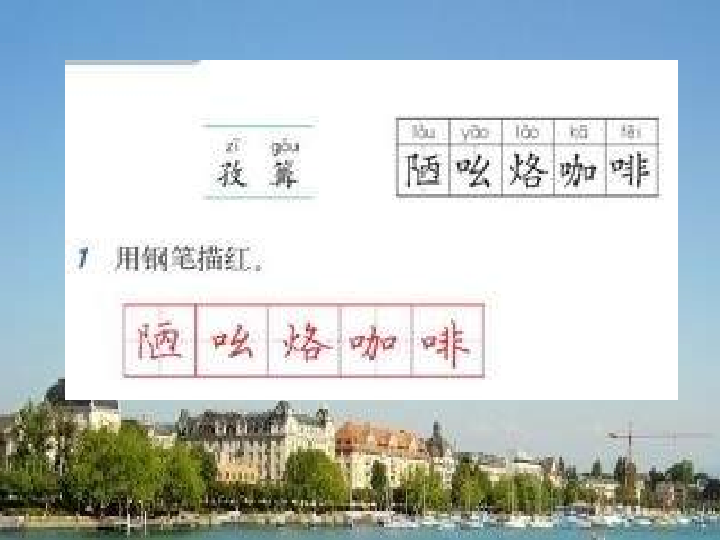 zī gōu
孜 篝
lòu yāo lào kā fēi
陋 吆 烙 咖 啡
1 用钢笔描红。
陋 吆 烙 咖 啡